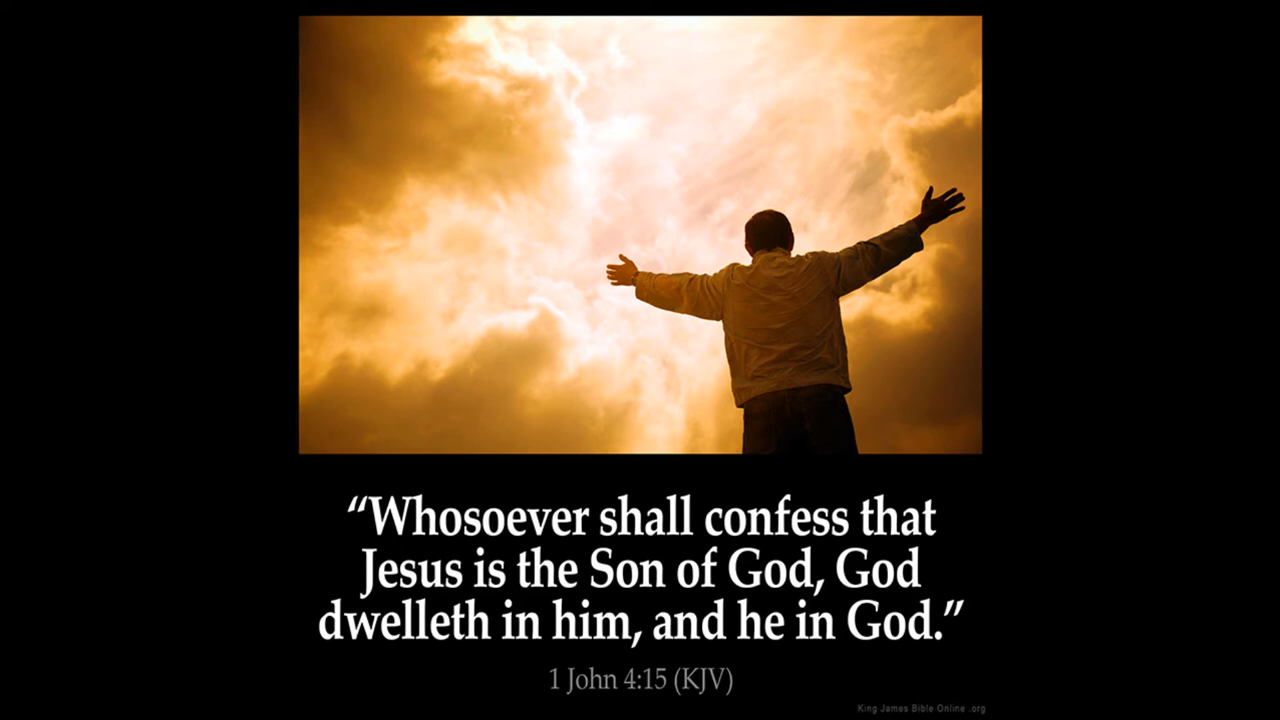 “Whosoever shall confess that
Jesus is the Son of God, God
dwelleth in him, and he in God.”
1 John 4:15 (KJV)
King James Bible Online .org